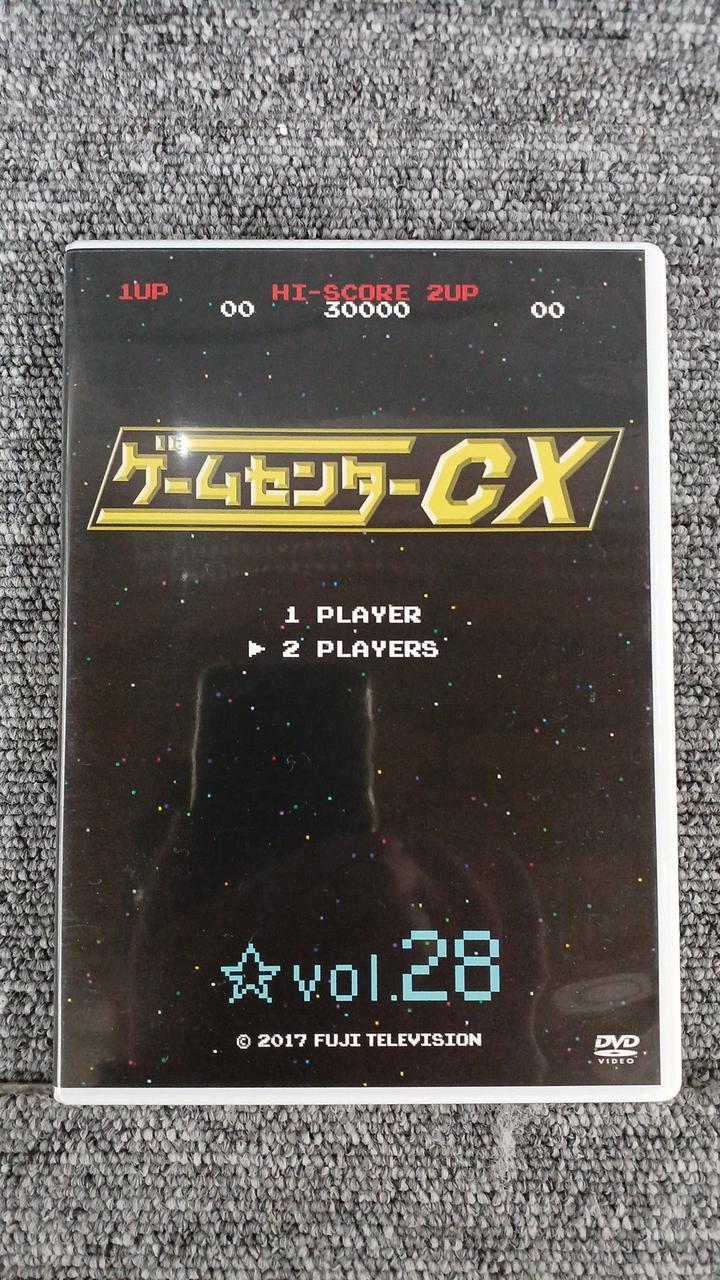 1UP HI-SCORE 2UP
00 30000 00
ゲームセンターCX
1 PLAYER
▶ 2 PLAYERS
☆vol.28
© 2017 FUJI TELEVISION
DVD
VIDEO